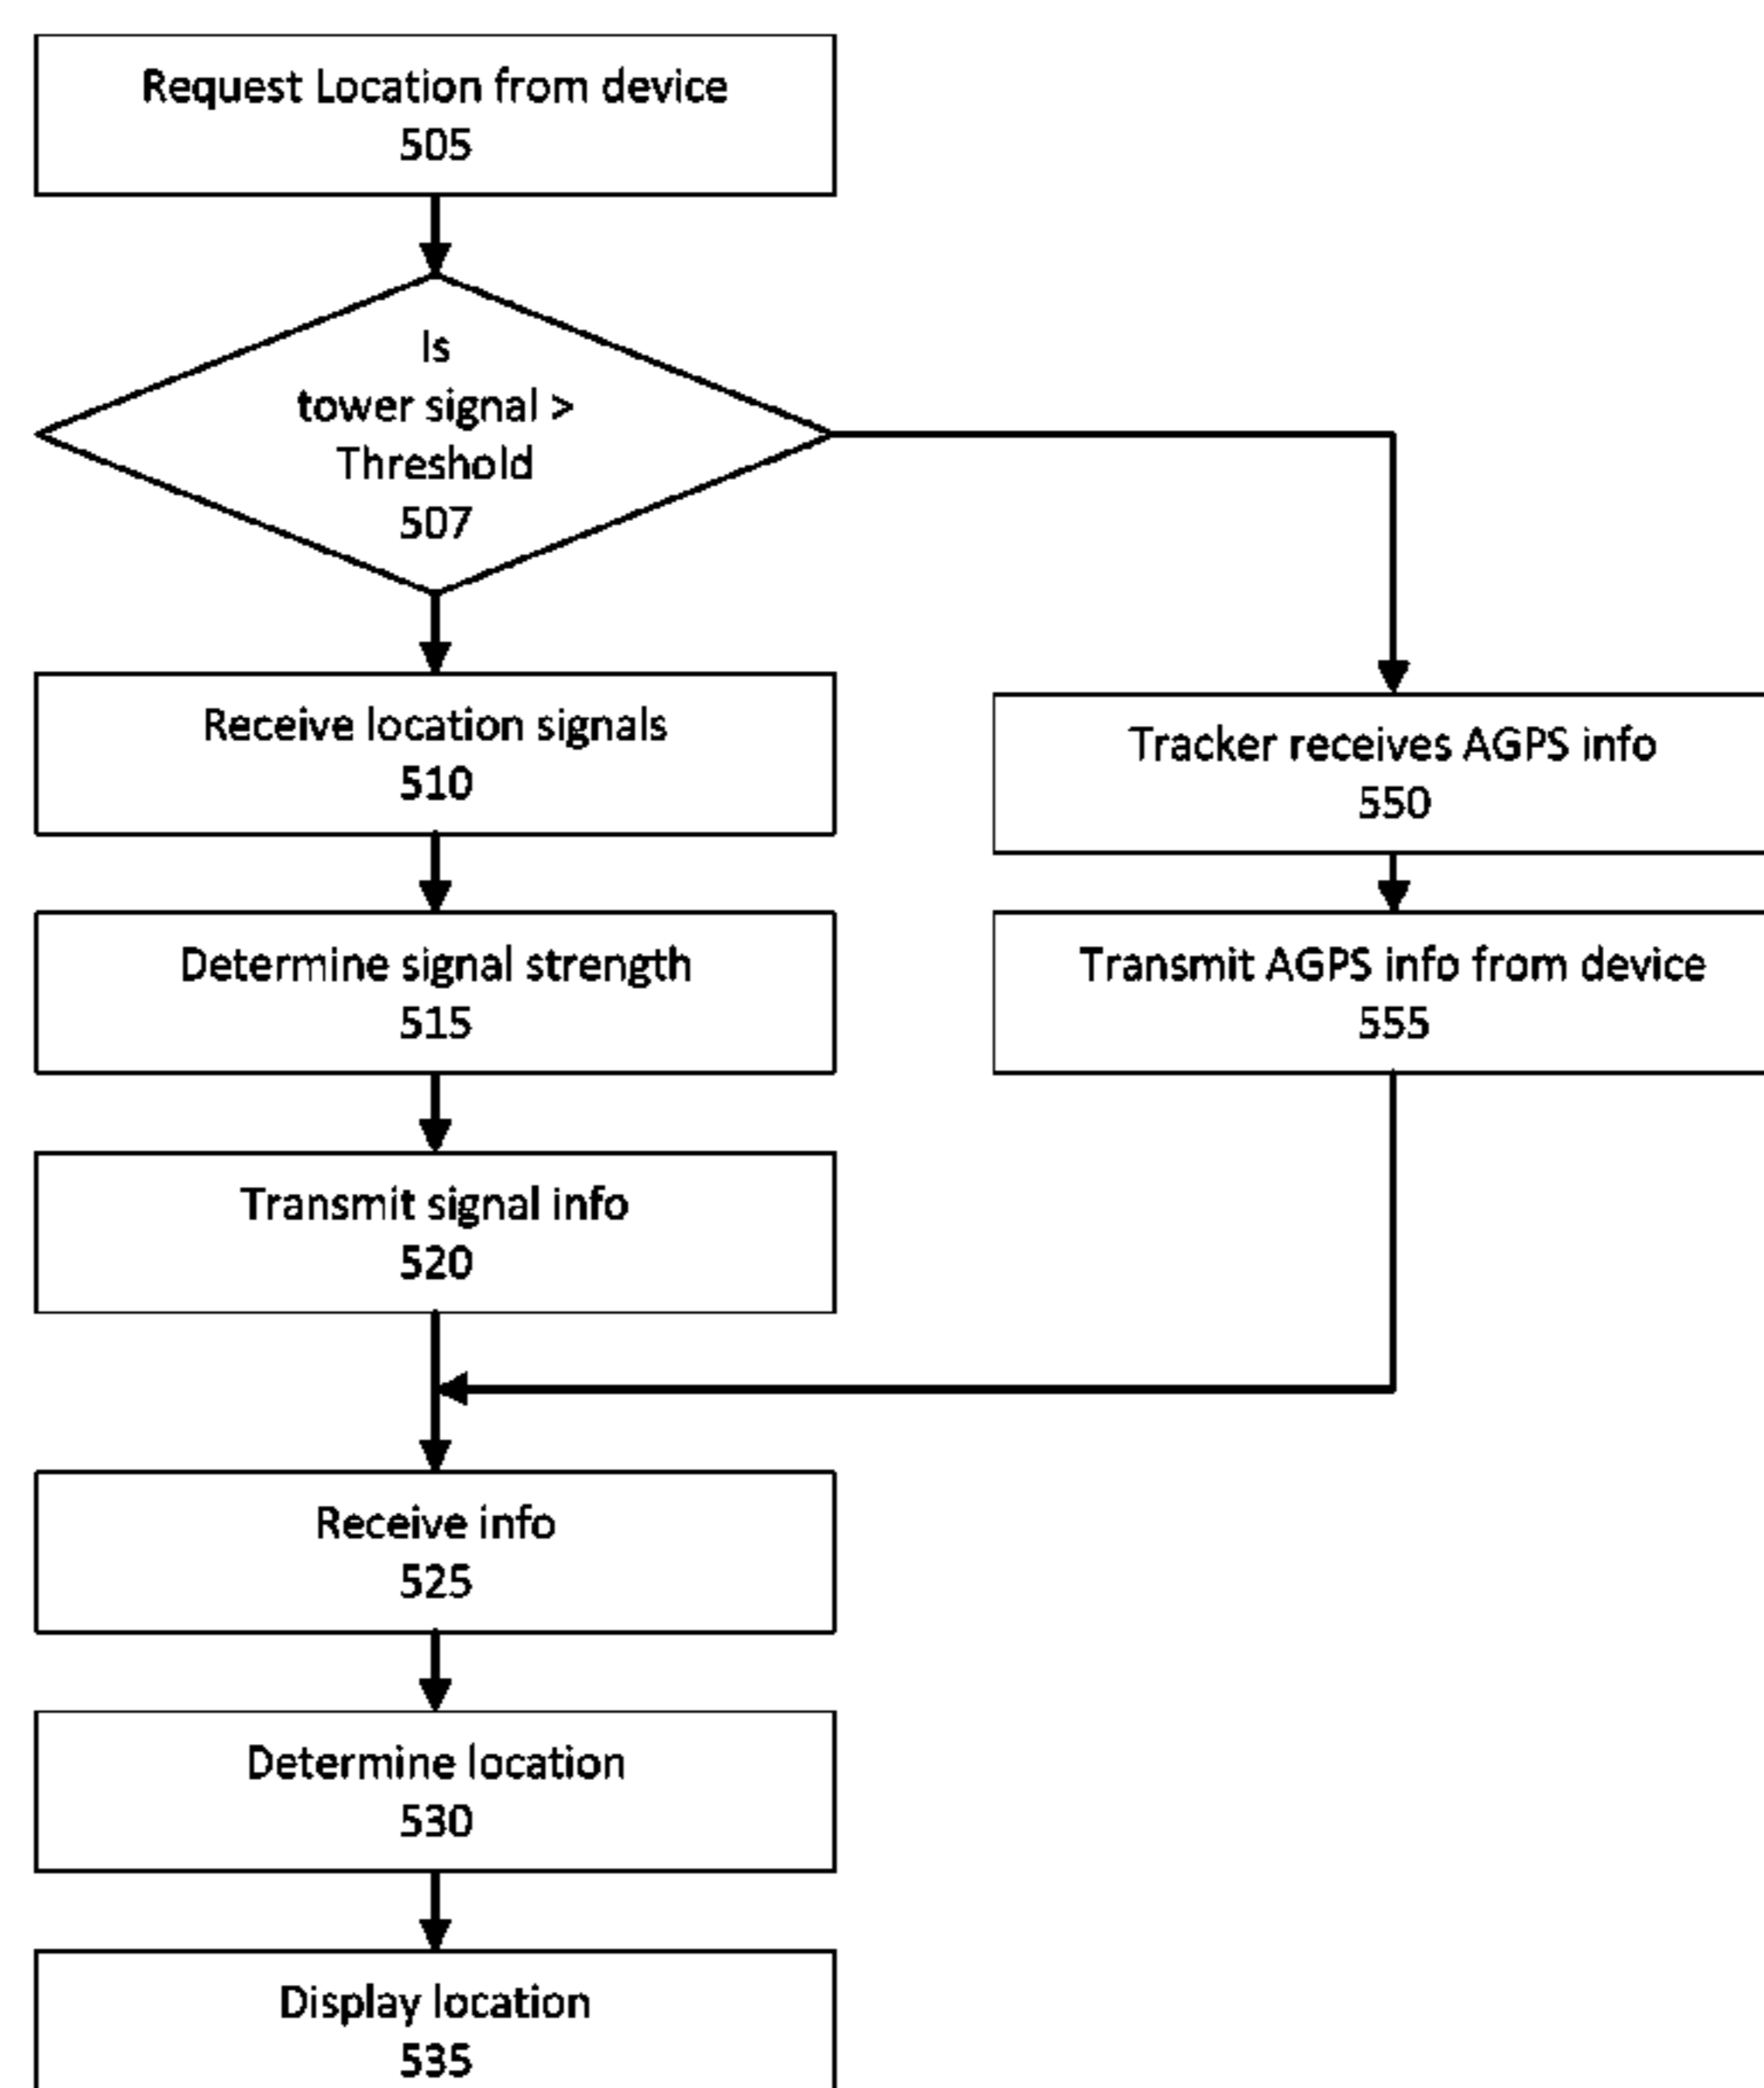 Request Location from device
505
Is
tower signal >
Threshold
507
Receive location signals
510
Tracker receives AGPS info
550
Determine signal strength
515
Transmit AGPS info from device
555
Transmit signal info
520
Receive info
525
Determine location
530
Display location
535